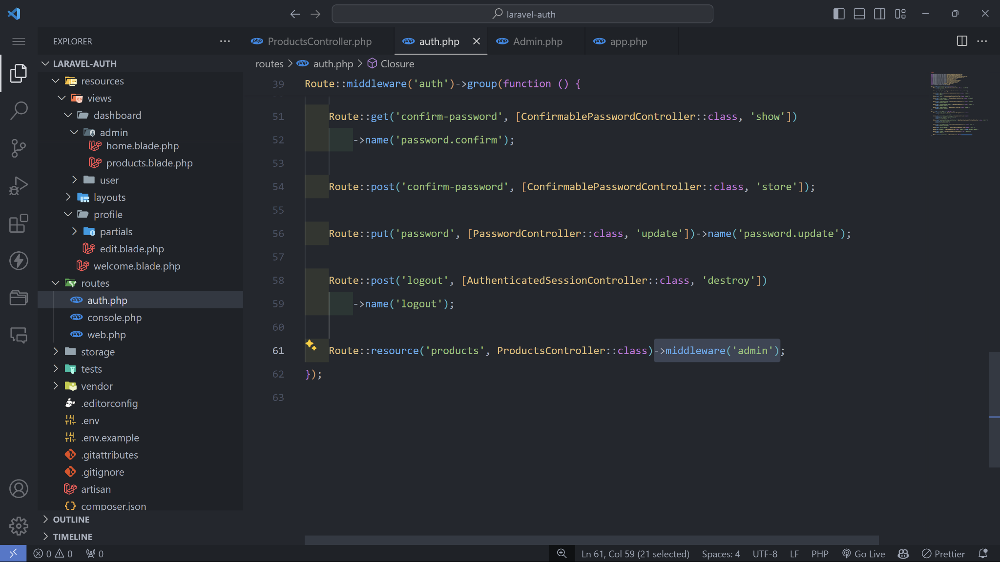 laravel-auth
EXPLORER
ProductsController.php
auth.php
Admin.php
app.php
LARAVEL-AUTH
routes > auth.php > Closure
resources
views
dashboard
admin
home.blade.php
products.blade.php
user
layouts
profile
partials
edit.blade.php
welcome.blade.php
routes
auth.php
console.php
web.php
storage
tests
vendor
.editorconfig
.env
.env.example
.gitattributes
.gitignore
artisan
composer.json
OUTLINE
TIMELINE
39 Route::middleware('auth')->group(function () {
51 Route::get('confirm-password', [ConfirmablePasswordController::class, 'show'])
52 ->name('password.confirm');
53
54 Route::post('confirm-password', [ConfirmablePasswordController::class, 'store']);
55
56 Route::put('password', [PasswordController::class, 'update'])->name('password.update');
57
58 Route::post('logout', [AuthenticatedSessionController::class, 'destroy'])
59 ->name('logout');
60
61 Route::resource('products', ProductsController::class)->middleware('admin');
62 });
63
0 0 0 Ln 61, Col 59 (21 selected) Spaces: 4 UTF-8 LF PHP Go Live Prettier